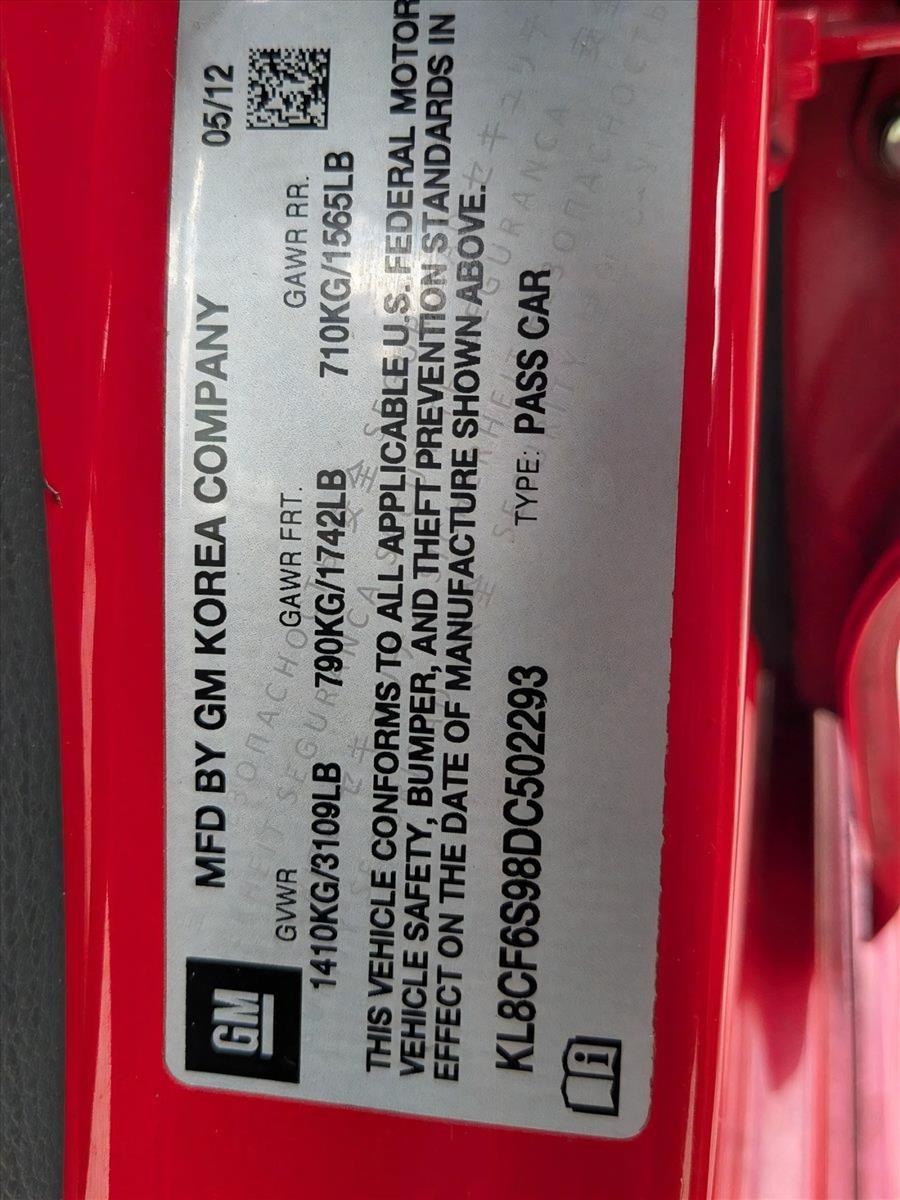 GM
MFD BY GM KOREA COMPANY 05/12
GVWR GAWR FRT. GAWR RR.
1410KG/3109LB 790KG/1742LB 710KG/1565LB
THIS VEHICLE CONFORMS TO ALL APPLICABLE U.S. FEDERAL MOTOR
VEHICLE SAFETY, BUMPER, AND THEFT PREVENTION STANDARDS IN
EFFECT ON THE DATE OF MANUFACTURE SHOWN ABOVE.
KL8CF6S98DC502293 TYPE: PASS CAR